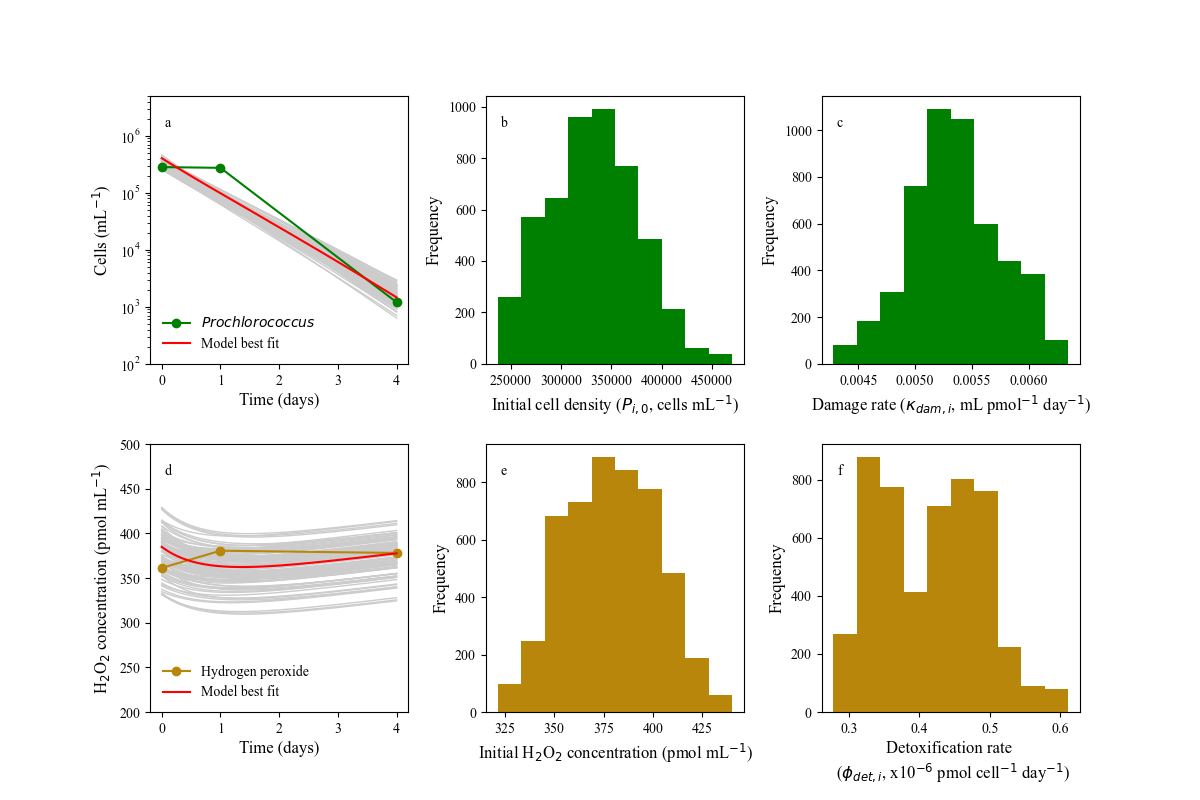 a
10^6
10^5
10^4
10^3
10^2
Cells (mL^−1)
Prochlorococcus
Model best fit
0 1 2 3 4
Time (days)
b
1000
800
600
400
200
0
Frequency
250000 300000 350000 400000 450000
Initial cell density (P_{i,0}, cells mL^−1)
c
1000
800
600
400
200
0
Frequency
0.0045 0.0050 0.0055 0.0060
Damage rate (κ_{dam,i}, mL pmol^−1 day^−1)
d
500
450
400
350
300
250
200
H₂O₂ concentration (pmol mL^−1)
Hydrogen peroxide
Model best fit
0 1 2 3 4
Time (days)
e
800
600
400
200
0
Frequency
325 350 375 400 425
Initial H₂O₂ concentration (pmol mL^−1)
f
800
600
400
200
0
Frequency
0.3 0.4 0.5 0.6
Detoxification rate
(ϕ_{det,i}, x10^−6 pmol cell^−1 day^−1)